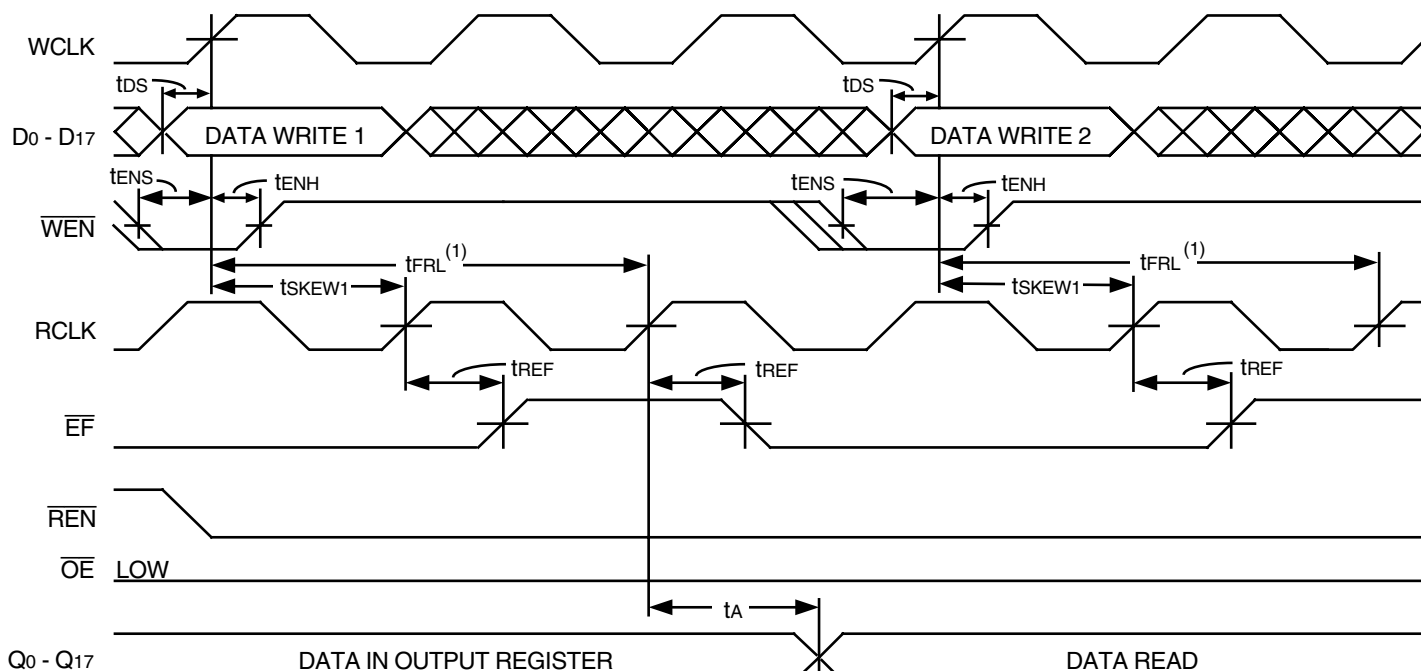 WCLK
tDS tDS
D0 - D17 DATA WRITE 1 DATA WRITE 2
tENS tENH tENS tENH
WEN
tFRL(1) tFRL(1)
tSKEW1 tSKEW1
RCLK
tREF tREF tREF
EF
REN
OE LOW
tA
Q0 - Q17 DATA IN OUTPUT REGISTER DATA READ